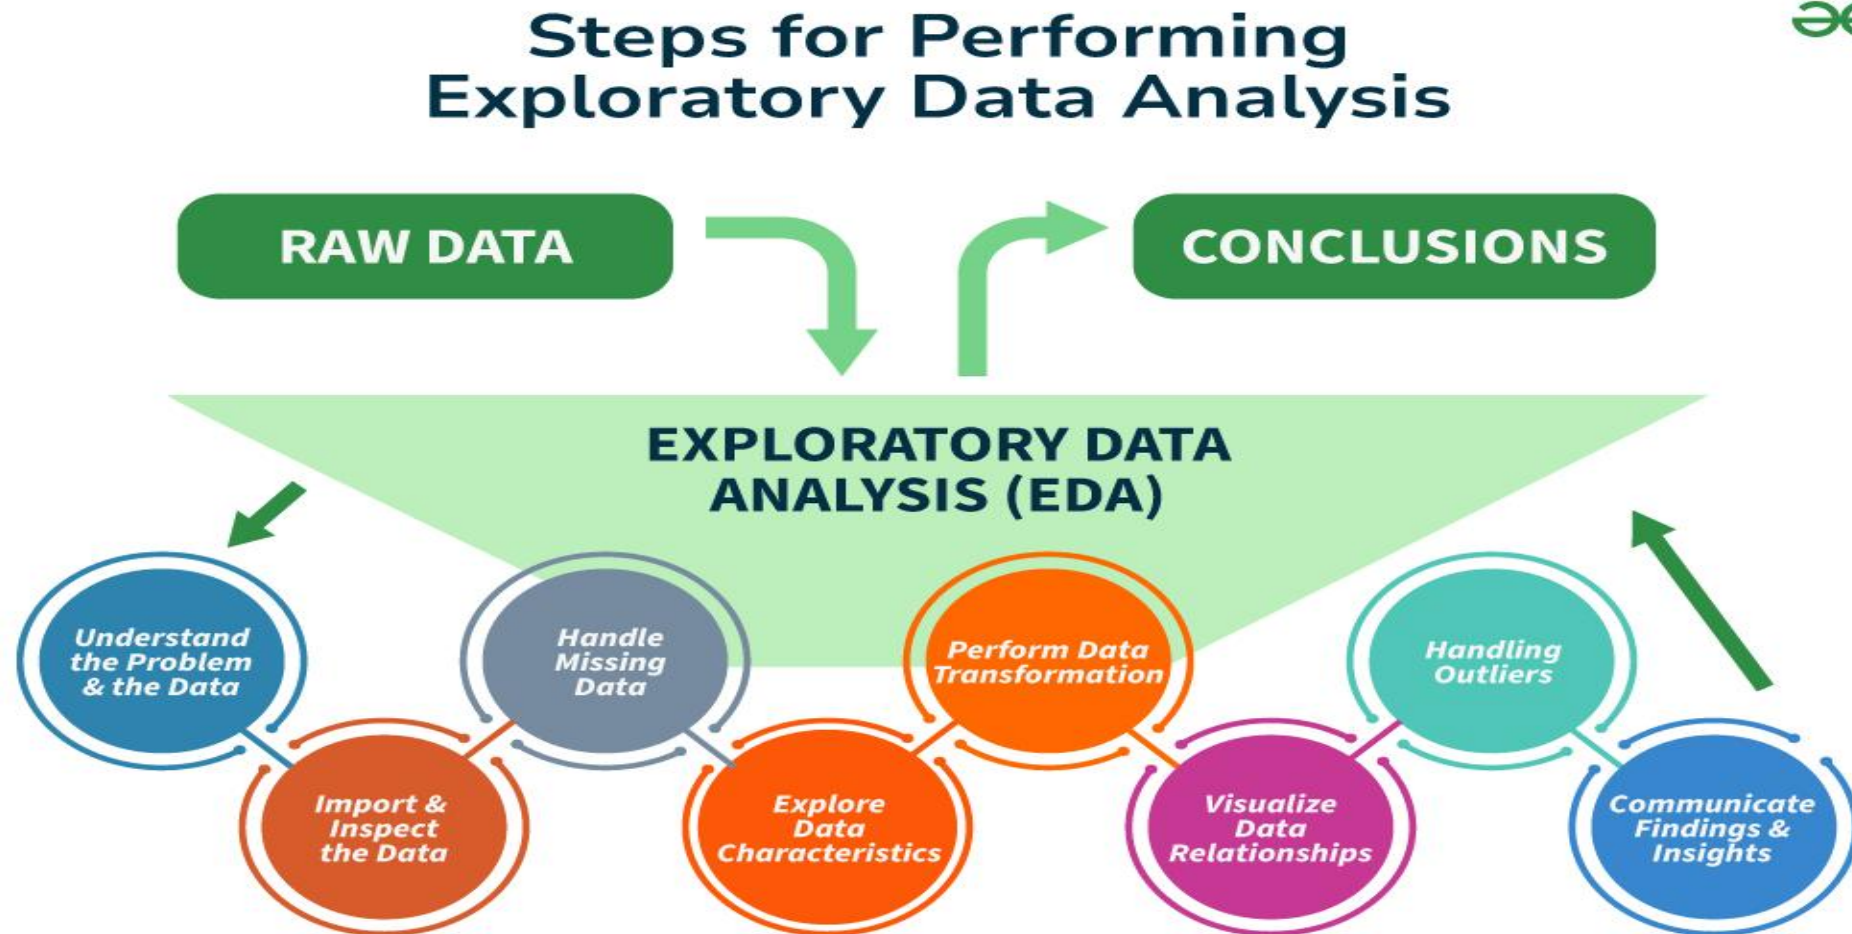 Steps for Performing
Exploratory Data Analysis
RAW DATA
CONCLUSIONS
EXPLORATORY DATA
ANALYSIS (EDA)
Understand
the Problem
& the Data
Import &
Inspect
the Data
Handle
Missing
Data
Explore
Data
Characteristics
Perform Data
Transformation
Visualize
Data
Relationships
Handling
Outliers
Communicate
Findings &
Insights